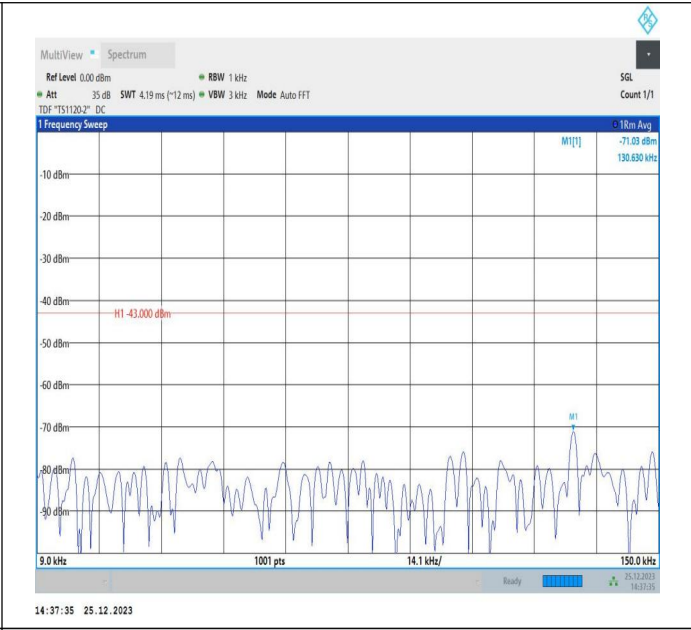 R S
MultiView Spectrum
Ref Level 0.00 dBm RBW 1 kHz SGL
Att 35 dB SWT 4.19 ms (~12 ms) VBW 3 kHz Mode Auto FFT Count 1/1
TDF "TS1120-2" DC
1 Frequency Sweep 1Rm Avg
M1[1] -71.03 dBm
130.630 kHz
-10 dBm
-20 dBm
-30 dBm
-40 dBm
H1 -43.000 dBm
-50 dBm
-60 dBm
M1
-70 dBm
-80 dBm
-90 dBm
9.0 kHz 1001 pts 14.1 kHz/ 150.0 kHz
Ready 25.12.2023
14:37:35
14:37:35 25.12.2023